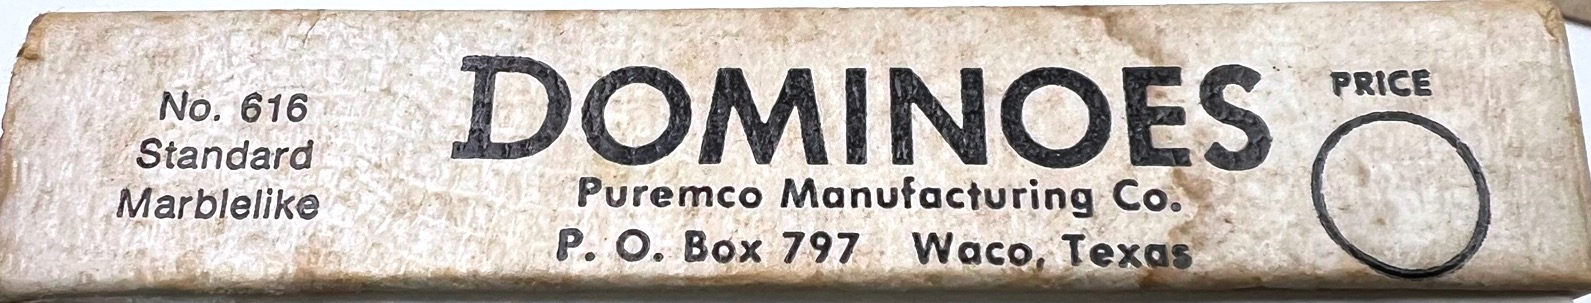 No. 616
Standard
Marblelike
DOMINOES
Puremco Manufacturing Co.
P. O. Box 797 Waco, Texas
PRICE